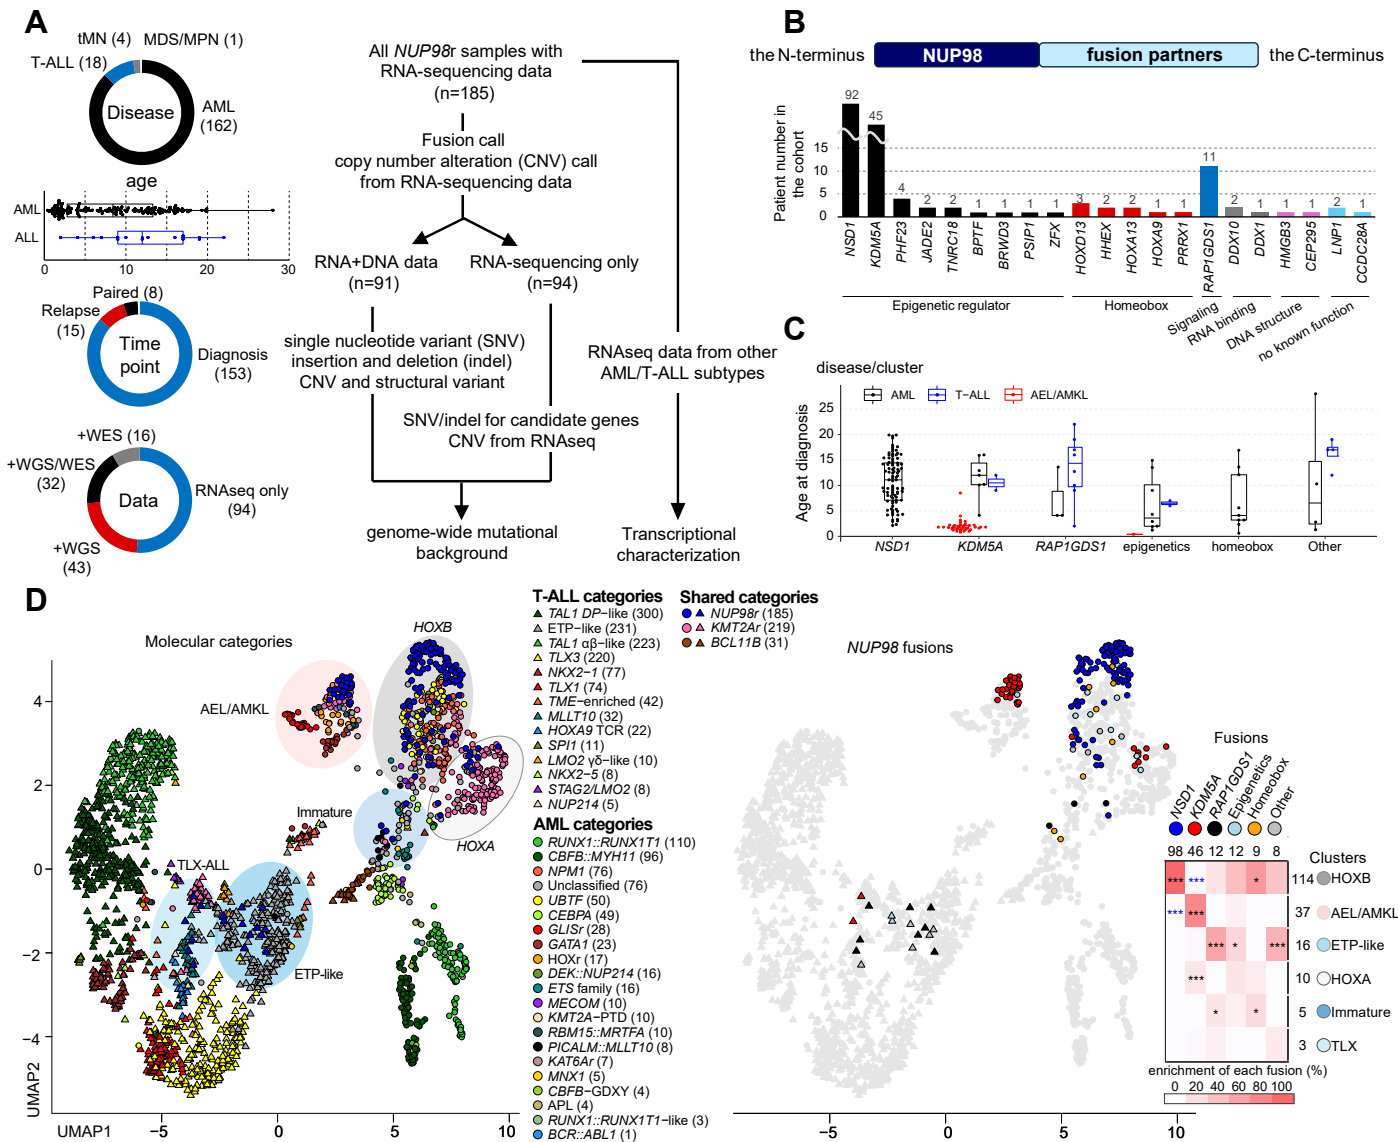 A
tMN (4)
MDS/MPN (1)
T-ALL (18)
Disease
AML
(162)
age
AML
ALL
0
10
20
30
Paired (8)
Relapse
(15)
Time
point
Diagnosis
(153)
+WES (16)
+WGS/WES
(32)
Data
RNAseq only
(94)
+WGS
(43)
All NUP98r samples with
RNA-sequencing data
(n=185)
Fusion call
copy number alteration (CNV) call
from RNA-sequencing data
RNA+DNA data
(n=91)
RNA-sequencing only
(n=94)
single nucleotide variant (SNV)
insertion and deletion (indel)
CNV and structural variant
SNV/indel for candidate genes
CNV from RNAseq
RNAseq data from other
AML/T-ALL subtypes
genome-wide mutational
background
Transcriptional
characterization
B
the N-terminus
NUP98
fusion partners
the C-terminus
Patient number in
the cohort
15
10
5
0
92
45
4
2
2
1
1
1
1
3
2
2
1
1
11
2
1
1
1
2
1
NSD1
KDM5A
PHF23
JADE2
TNRC18
BPTF
BRWD3
PSIP1
ZFX
HOXD13
HHEX
HOXA13
HOXA9
PRRX1
RAP1GDS1
DDX10
DDX1
HMGB3
CEP295
LNP1
CCDC28A
Epigenetic regulator
Homeobox
Signaling
RNA binding
DNA structure
no known function
C
disease/cluster
AML
T−ALL
AEL/AMKL
Age at diagnosis
25
20
15
10
5
0
NSD1
KDM5A
RAP1GDS1
epigenetics
homeobox
Other
D
Molecular categories
HOXB
AEL/AMKL
Immature
HOXA
TLX-ALL
ETP-like
UMAP2
UMAP1
4
2
0
−2
−4
−5
0
5
10
T-ALL categories
TAL1 DP−like (300)
ETP−like (231)
TAL1 αβ−like (223)
TLX3 (220)
NKX2−1 (77)
TLX1 (74)
TME−enriched (42)
MLLT10 (32)
HOXA9 TCR (22)
SPI1 (11)
LMO2 γδ−like (10)
NKX2−5 (8)
STAG2/LMO2 (8)
NUP214 (5)
AML categories
RUNX1::RUNX1T1 (110)
CBFB::MYH11 (96)
NPM1 (76)
Unclassified (76)
UBTF (50)
CEBPA (49)
GLISr (28)
GATA1 (23)
HOXr (17)
DEK::NUP214 (16)
ETS family (16)
MECOM (10)
KMT2A−PTD (10)
RBM15::MRTFA (10)
PICALM::MLLT10 (8)
KAT6Ar (7)
MNX1 (5)
CBFB−GDXY (4)
APL (4)
RUNX1::RUNX1T1−like (3)
BCR::ABL1 (1)
Shared categories
NUP98r (185)
KMT2Ar (219)
BCL11B (31)
NUP98 fusions
−5
0
5
10
Fusions
NSD1
KDM5A
RAP1GDS1
Epigenetics
Homeobox
Other
98 46 12 12 9 8
Clusters
*** *** * 114 HOXB
*** *** 37 AEL/AMKL
*** * *** 16 ETP-like
*** 10 HOXA
* * 5 Immature
3 TLX
enrichment of each fusion (%)
0 20 40 60 80 100